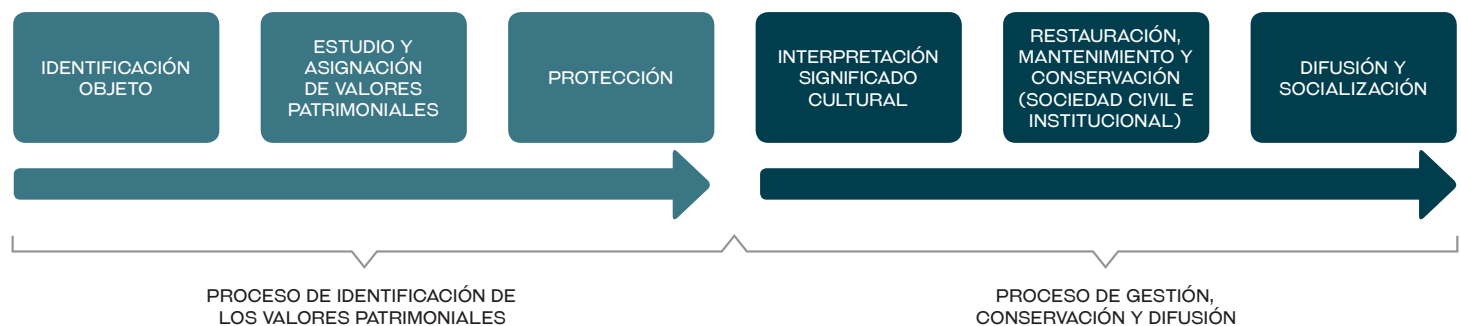 IDENTIFICACIÓN
OBJETO
ESTUDIO Y
ASIGNACIÓN
DE VALORES
PATRIMONIALES
PROTECCIÓN
INTERPRETACIÓN
SIGNIFICADO
CULTURAL
RESTAURACIÓN,
MANTENIMIENTO Y
CONSERVACIÓN
(SOCIEDAD CIVIL E
INSTITUCIONAL)
DIFUSIÓN Y
SOCIALIZACIÓN
PROCESO DE IDENTIFICACIÓN DE
LOS VALORES PATRIMONIALES
PROCESO DE GESTIÓN,
CONSERVACIÓN Y DIFUSIÓN